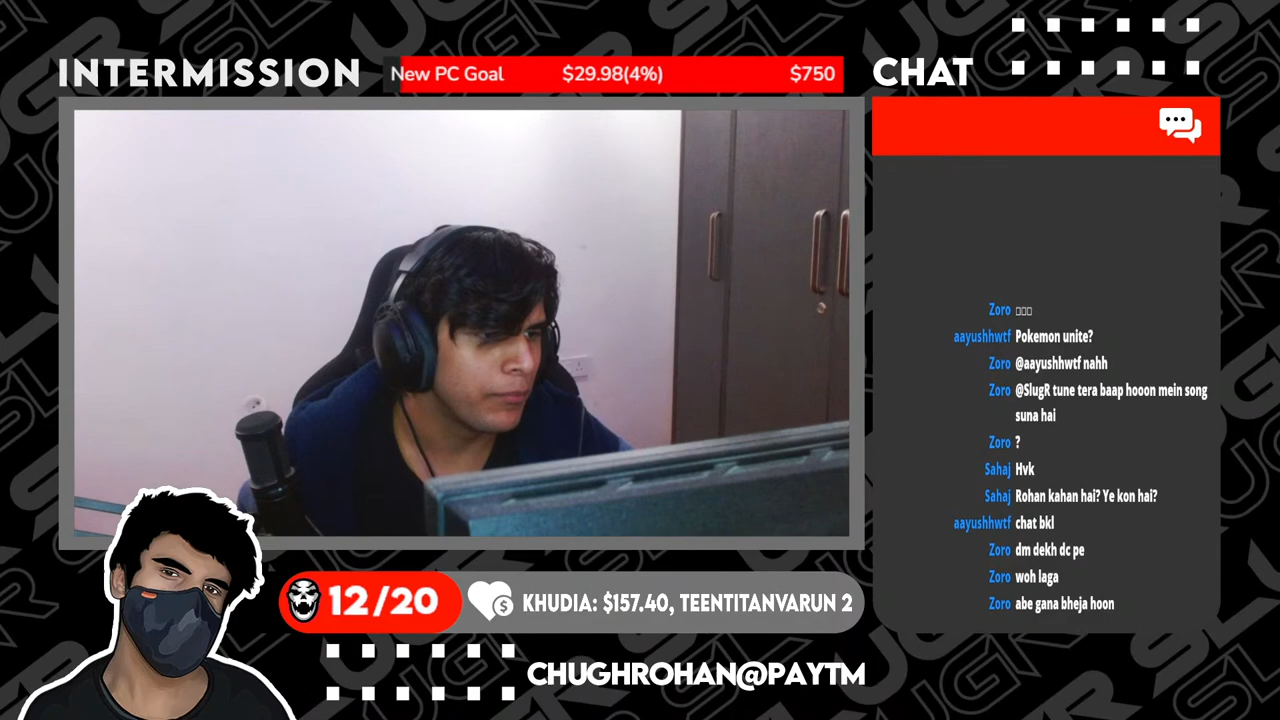 INTERMISSION
New PC Goal $29.98(4%) $750
CHAT
Zoro
aayushhwtf Pokemon unite?
Zoro @aayushhwtf nahh
Zoro @SlugR tune tera baap hooon mein song
suna hai
Zoro ?
Sahaj Hvk
Sahaj Rohan kahan hai? Ye kon hai?
aayushhwtf chat bkl
Zoro dm dekh dc pe
Zoro woh laga
Zoro abe gana bheja hoon
12/20
KHUDIA: $157.40, TEENTITANVARUN 2
CHUGHROHAN@PAYTM